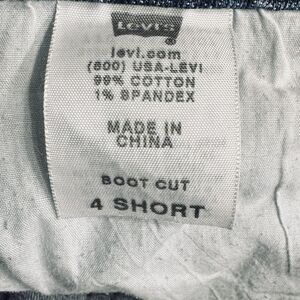 LEVI'S
levi.com
(800) USA-LEVI
99% COTTON
1% SPANDEX
MADE IN
CHINA
BOOT CUT
4 SHORT